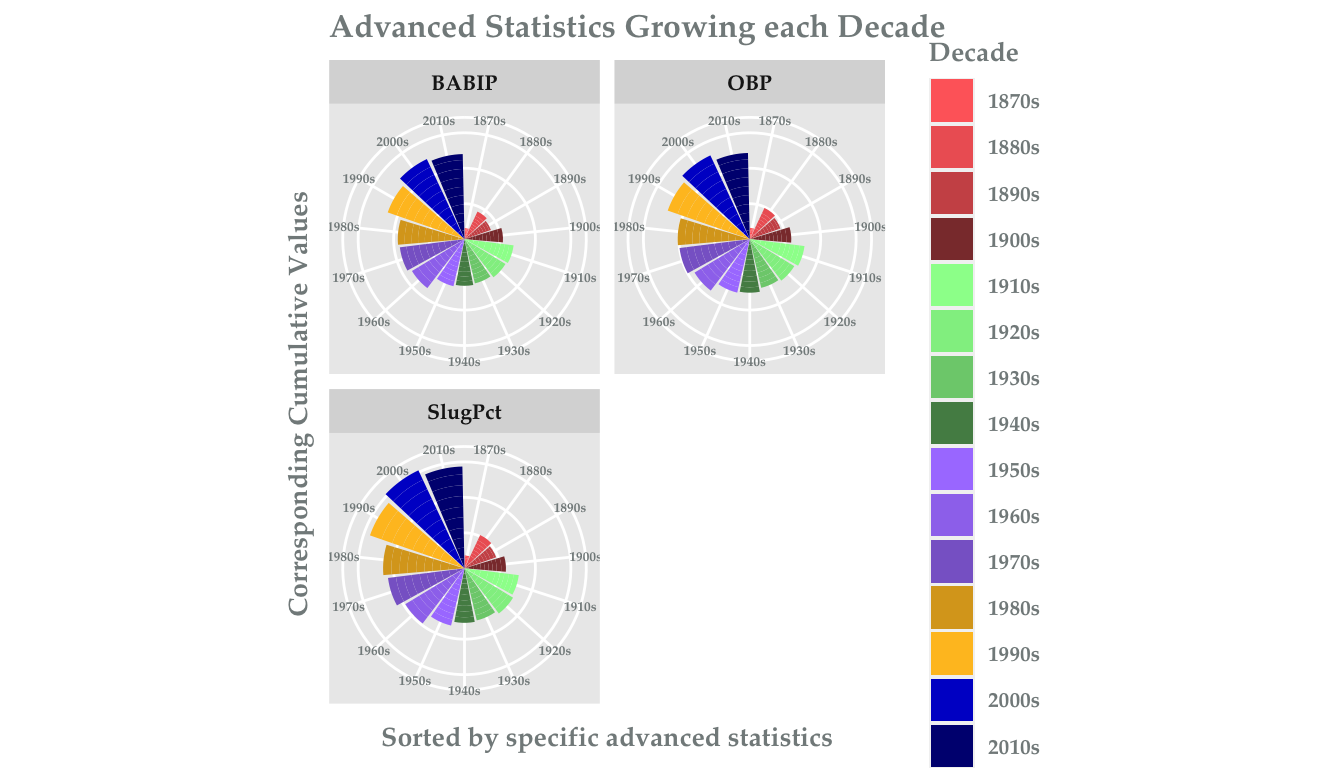 Advanced Statistics Growing each Decade
BABIP
2010s 1870s
2000s 1880s
1990s 1890s
1980s 1900s
1970s 1910s
1960s 1920s
1950s 1930s
1940s
OBP
2010s 1870s
2000s 1880s
1990s 1890s
1980s 1900s
1970s 1910s
1960s 1920s
1950s 1930s
1940s
SlugPct
2010s 1870s
2000s 1880s
1990s 1890s
1980s 1900s
1970s 1910s
1960s 1920s
1950s 1930s
1940s
Corresponding Cumulative Values
Sorted by specific advanced statistics
Decade
1870s
1880s
1890s
1900s
1910s
1920s
1930s
1940s
1950s
1960s
1970s
1980s
1990s
2000s
2010s